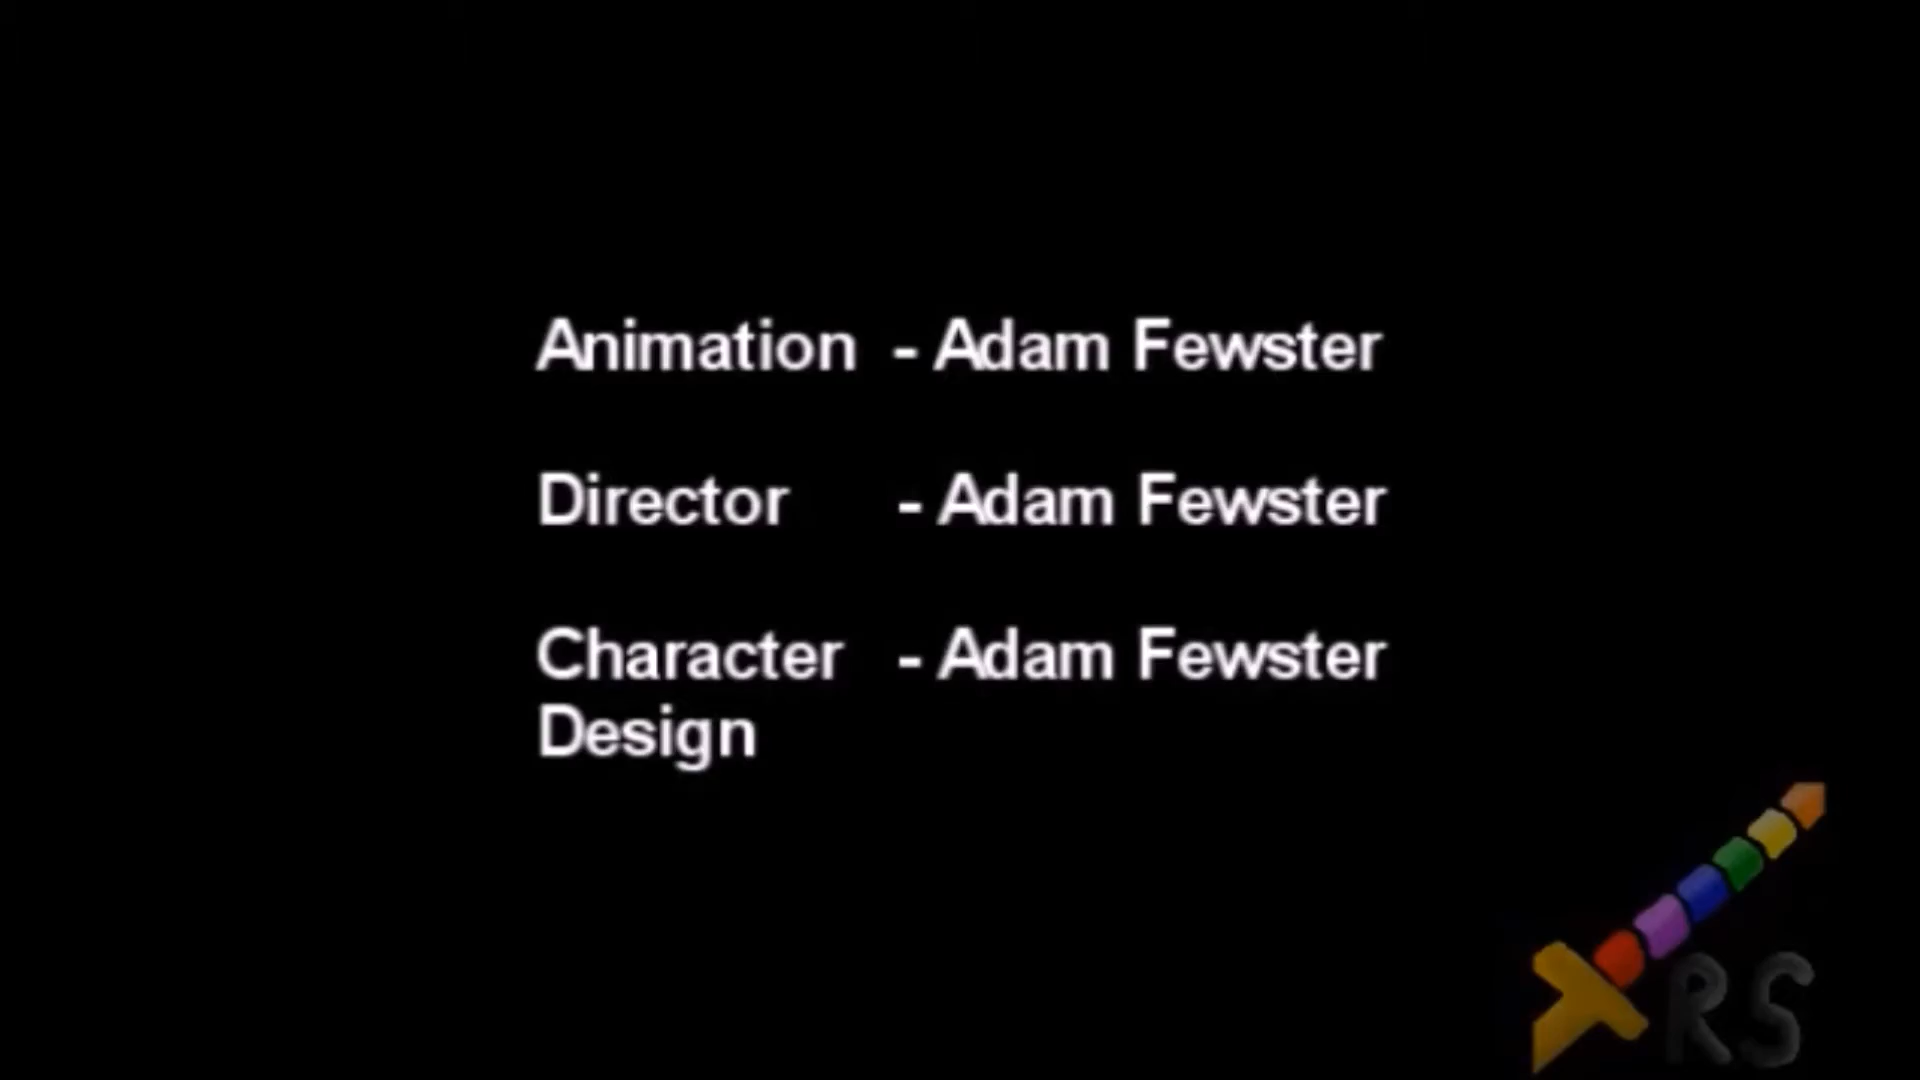 Animation - Adam Fewster
Director - Adam Fewster
Character - Adam Fewster
Design
RS